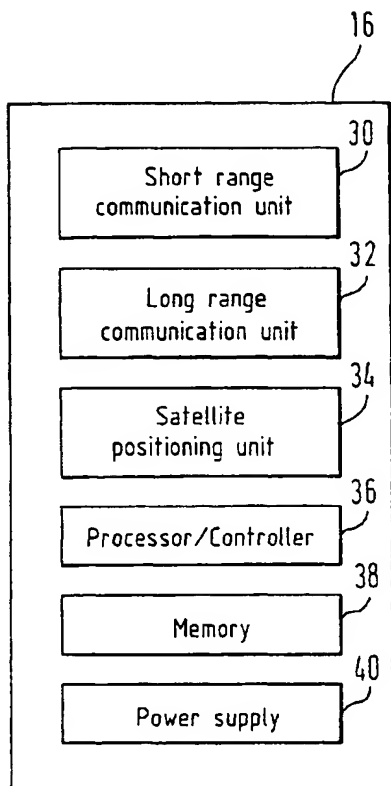 16
30
Short range
communication unit
32
Long range
communication unit
34
Satellite
positioning unit
36
Processor/Controller
38
Memory
40
Power supply